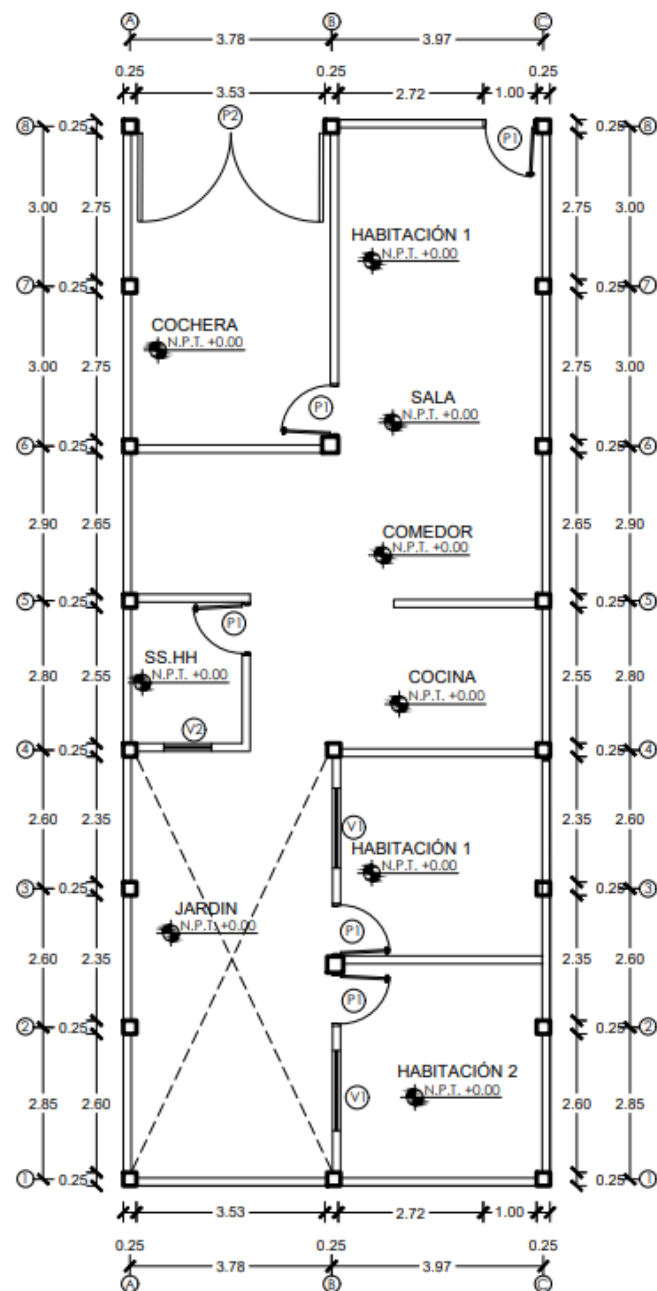 A B C
3.78 3.97
0.25 0.25 0.25
3.53 2.72 1.00
P2
8 0.25 0.25 8
P1
3.00 2.75 2.75 3.00
HABITACIÓN 1
N.P.T. +0.00
7 0.25 0.25 7
COCHERA
N.P.T. +0.00
3.00 2.75 2.75 3.00
P1
SALA
N.P.T. +0.00
6 0.25 0.25 6
2.90 2.65 2.65 2.90
COMEDOR
N.P.T. +0.00
5 0.25 0.25 5
P1
SS.HH
N.P.T. +0.00
2.80 2.55 2.55 2.80
COCINA
N.P.T. +0.00
V2
4 0.25 0.25 4
2.60 2.35 2.35 2.60
V1
HABITACIÓN 1
N.P.T. +0.00
3 0.25 0.25 3
JARDIN
N.P.T. +0.00
P1
2.60 2.35 2.35 2.60
P1
2 0.25 0.25 2
HABITACIÓN 2
N.P.T. +0.00
V1
2.85 2.60 2.60 2.85
1 0.25 0.25 1
3.53 2.72 1.00
0.25 0.25 0.25
3.78 3.97
A B C